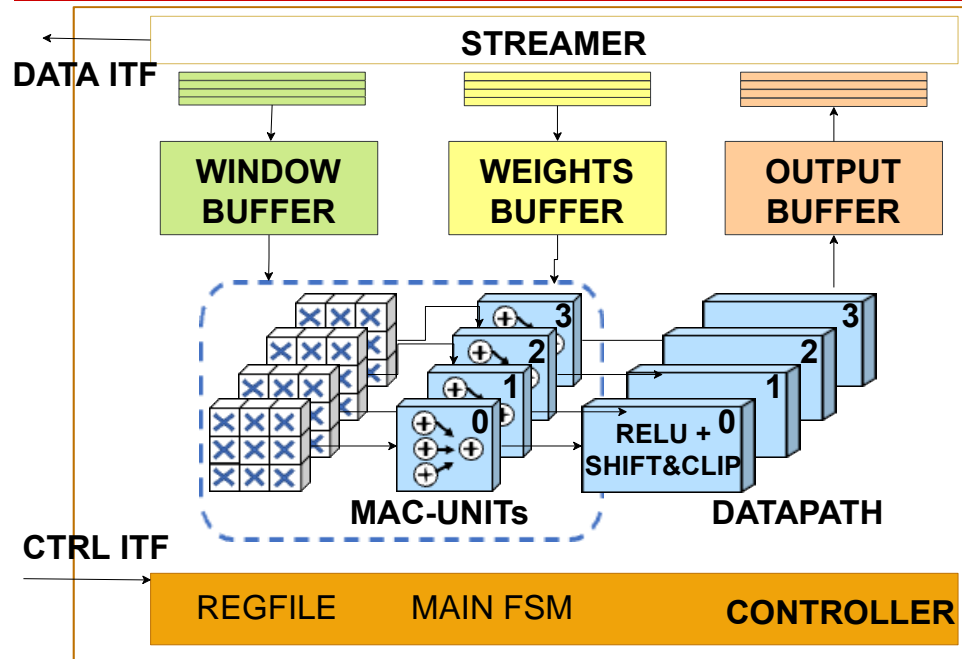 STREAMER
DATA ITF
WINDOW
BUFFER
WEIGHTS
BUFFER
OUTPUT
BUFFER
3
2
1
0
3
2
1
0
RELU +
SHIFT&CLIP
MAC-UNITs
DATAPATH
CTRL ITF
REGFILE
MAIN FSM
CONTROLLER